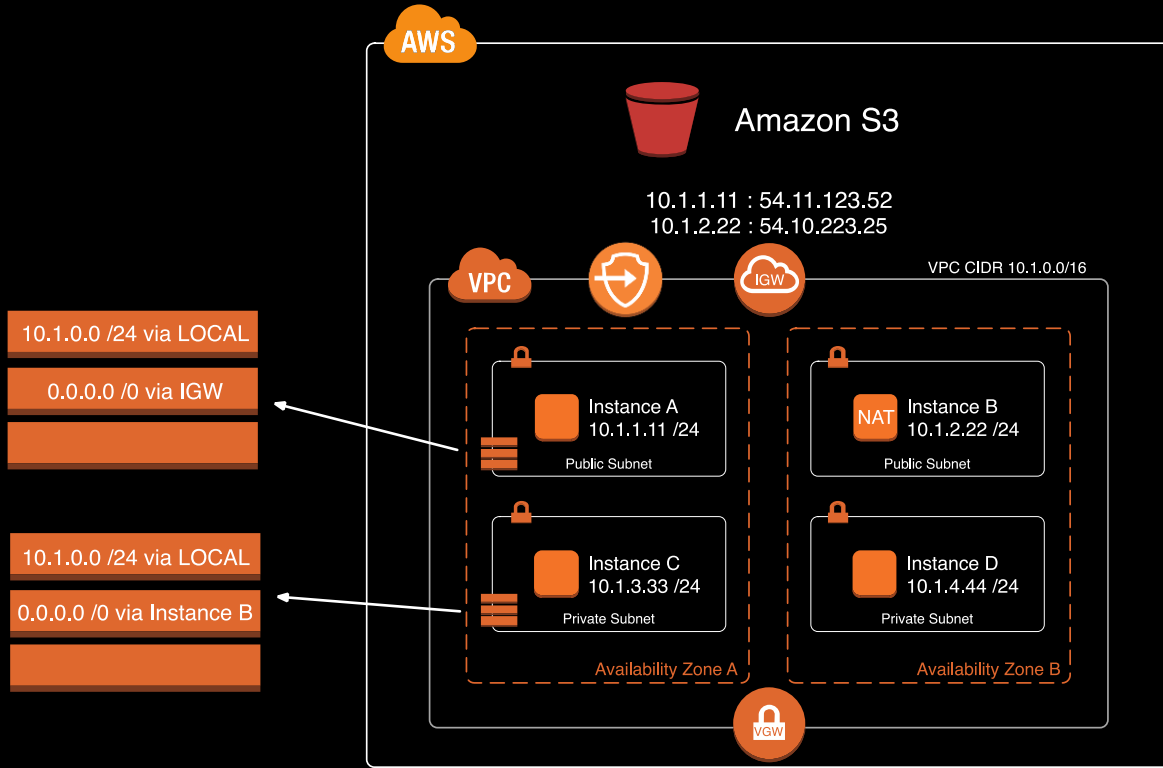 AWS
Amazon S3
10.1.1.11 : 54.11.123.52
10.1.2.22 : 54.10.223.25
VPC
IGW
VPC CIDR 10.1.0.0/16
10.1.0.0 /24 via LOCAL
0.0.0.0 /0 via IGW
Instance A
10.1.1.11 /24
Public Subnet
NAT
Instance B
10.1.2.22 /24
Public Subnet
10.1.0.0 /24 via LOCAL
0.0.0.0 /0 via Instance B
Instance C
10.1.3.33 /24
Private Subnet
Instance D
10.1.4.44 /24
Private Subnet
Availability Zone A
Availability Zone B
VGW